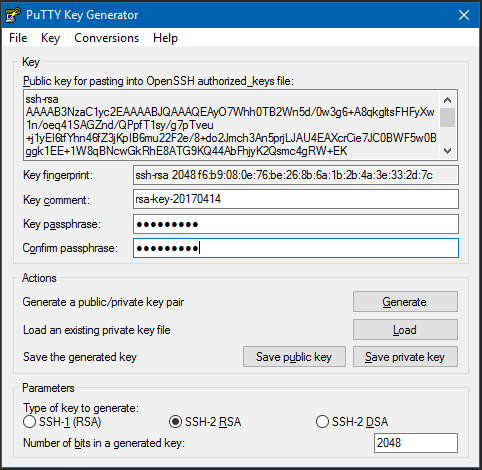 PuTTY Key Generator
File Key Conversions Help
Key
Public key for pasting into OpenSSH authorized_keys file:
ssh-rsa
AAAAB3NzaC1yc2EAAAABJQAAAQEAyO7Whh0TB2Wn5d/0w3g6+A8qkgltsFHFyXw
1n/oeq41SAGZnd/QPpfT1sy/g7pTveu
+j1yEI6tfYhn46fZ3jKpIB6mu22F2e/8+do2Jmch3An5prjLJAU4EAXcrCie7JC0BWF5w0B
ggk1EE+1W8qBNcwGkRhE8ATG9KQ44AbFhjyK2Qsmc4gRW+EK
Key fingerprint: ssh-rsa 2048 f6:b9:08:0e:76:be:26:8b:6a:1b:2b:4a:3e:33:2d:7c
Key comment: rsa-key-20170414
Key passphrase: ●●●●●●●●●
Confirm passphrase: ●●●●●●●●●
Actions
Generate a public/private key pair Generate
Load an existing private key file Load
Save the generated key Save public key Save private key
Parameters
Type of key to generate:
SSH-1 (RSA) SSH-2 RSA SSH-2 DSA
Number of bits in a generated key: 2048